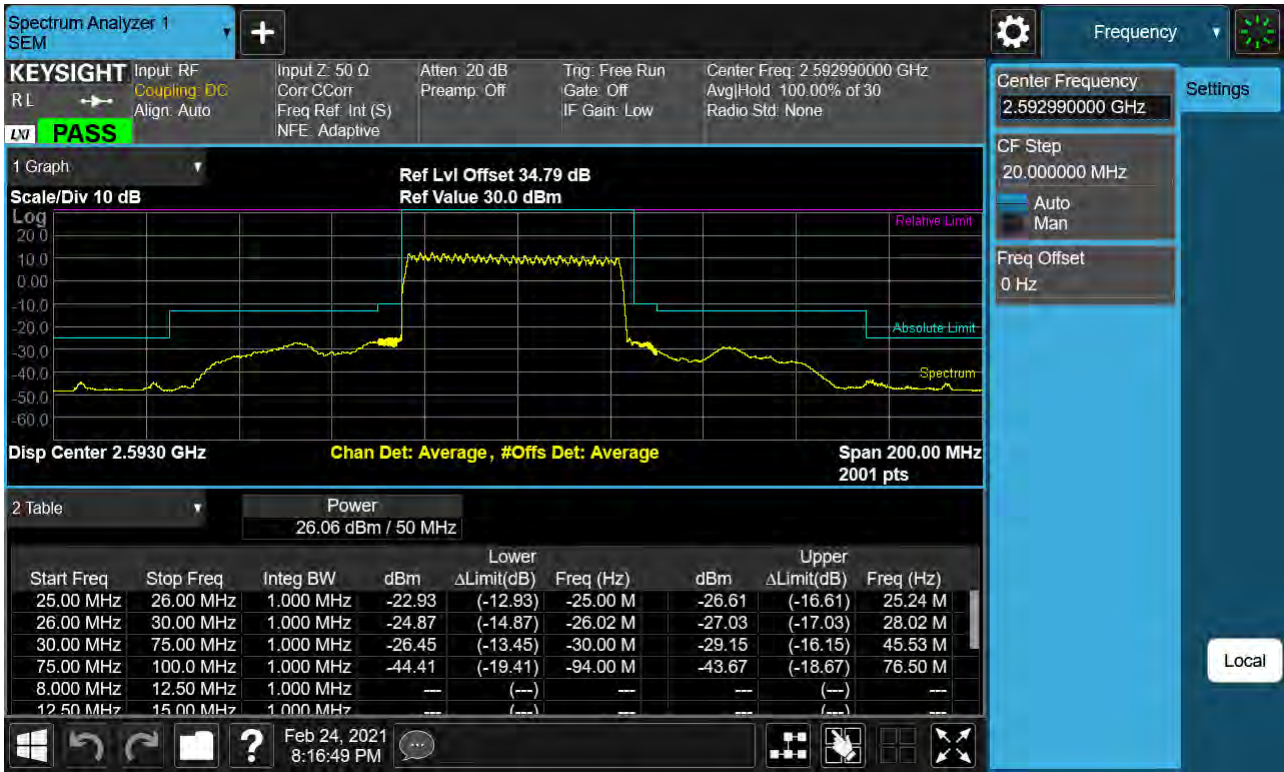 Spectrum Analyzer 1
SEM
Frequency
KEYSIGHT
RL
LXI PASS
Input: RF
Coupling: DC
Align: Auto
Input Z: 50 Ω
Corr CCorr
Freq Ref: Int (S)
NFE: Adaptive
Atten: 20 dB
Preamp: Off
Trig: Free Run
Gate: Off
IF Gain: Low
Center Freq: 2.592990000 GHz
Avg|Hold: 100.00% of 30
Radio Std: None
Center Frequency
2.592990000 GHz
Settings
CF Step
20.000000 MHz
Auto
Man
Freq Offset
0 Hz
Local
1 Graph
Scale/Div 10 dB
Ref Lvl Offset 34.79 dB
Ref Value 30.0 dBm
Log
20.0
10.0
0.00
-10.0
-20.0
-30.0
-40.0
-50.0
-60.0
Relative Limit
Absolute Limit
Spectrum
Disp Center 2.5930 GHz Chan Det: Average, #Offs Det: Average Span 200.00 MHz
2001 pts
2 Table
Power
26.06 dBm / 50 MHz
Lower Upper
Start Freq Stop Freq Integ BW dBm ΔLimit(dB) Freq (Hz) dBm ΔLimit(dB) Freq (Hz)
25.00 MHz 26.00 MHz 1.000 MHz -22.93 (-12.93) -25.00 M -26.61 (-16.61) 25.24 M
26.00 MHz 30.00 MHz 1.000 MHz -24.87 (-14.87) -26.02 M -27.03 (-17.03) 28.02 M
30.00 MHz 75.00 MHz 1.000 MHz -26.45 (-13.45) -30.00 M -29.15 (-16.15) 45.53 M
75.00 MHz 100.0 MHz 1.000 MHz -44.41 (-19.41) -94.00 M -43.67 (-18.67) 76.50 M
8.000 MHz 12.50 MHz 1.000 MHz --- (---) --- --- (---) ---
12.50 MHz 15.00 MHz 1.000 MHz --- (---) --- --- (---) ---
Feb 24, 2021
8:16:49 PM